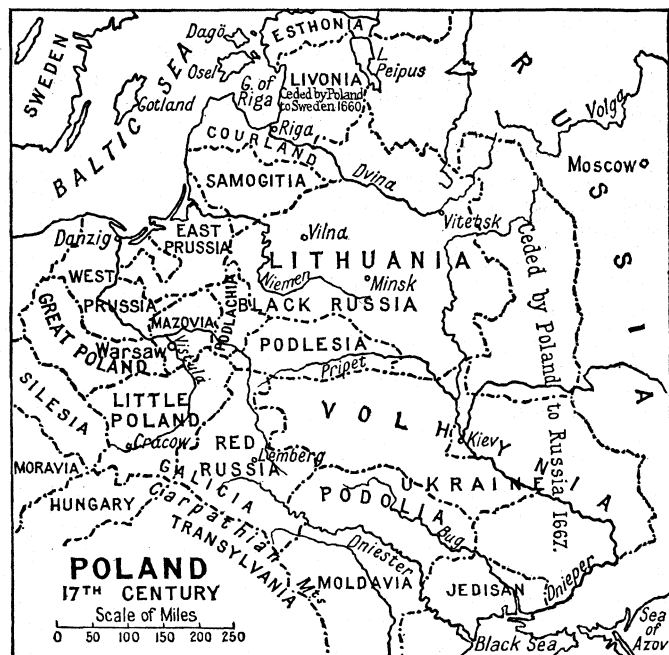 SWEDEN
BALTIC SEA
Dagö
Osel
Gotland
ESTHONIA
L. Peipus
G. of
Riga
LIVONIA
Ceded by Poland
to Sweden 1660
Riga
COURLAND
SAMOGITIA
Dvina
RUSSIA
Volga
Moscow
Vitebsk
Ceded by Poland to Russia 1667.
Danzig
EAST
PRUSSIA
WEST
PRUSSIA
Vilna
LITHUANIA
Niemen
Minsk
BLACK RUSSIA
PODLACHIA
MAZOVIA
GREAT POLAND
Warsaw
Vistula
PODLESIA
Pripet
SILESIA
LITTLE
POLAND
Cracow
RED
RUSSIA
Lemberg
VOLHYNIA
Kiev
UKRAINE
MORAVIA
GALICIA
HUNGARY
Carpathian Mts
TRANSYLVANIA
PODOLIA
Bug
Dniester
MOLDAVIA
JEDISAN
Dnieper
Black Sea
Sea
of
Azov
POLAND
17TH CENTURY
Scale of Miles
0 50 100 150 200 250